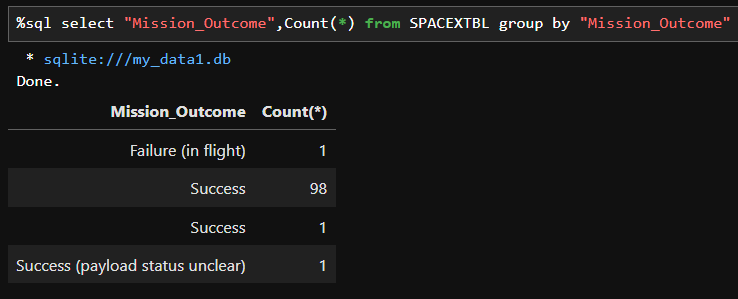 %sql select "Mission_Outcome",Count(*) from SPACEXTBL group by "Mission_Outcome"
* sqlite:///my_data1.db
Done.
Mission_Outcome Count(*)
Failure (in flight) 1
Success 98
Success 1
Success (payload status unclear) 1